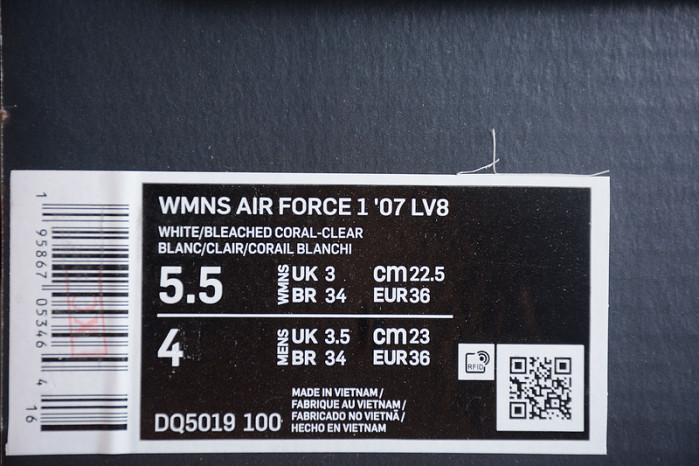 WMNS AIR FORCE 1 '07 LV8
WHITE/BLEACHED CORAL-CLEAR
BLANC/CLAIR/CORAIL BLANCHI
5.5 WMNS UK 3 cm 22.5
BR 34 EUR 36
4 MENS UK 3.5 cm 23
BR 34 EUR 36
RFID
MADE IN VIETNAM/
FABRIQUE AU VIETNAM/
FABRICADO NO VIETNÃ/
HECHO EN VIETNAM
DQ5019 100
1 95867 05346 4
16